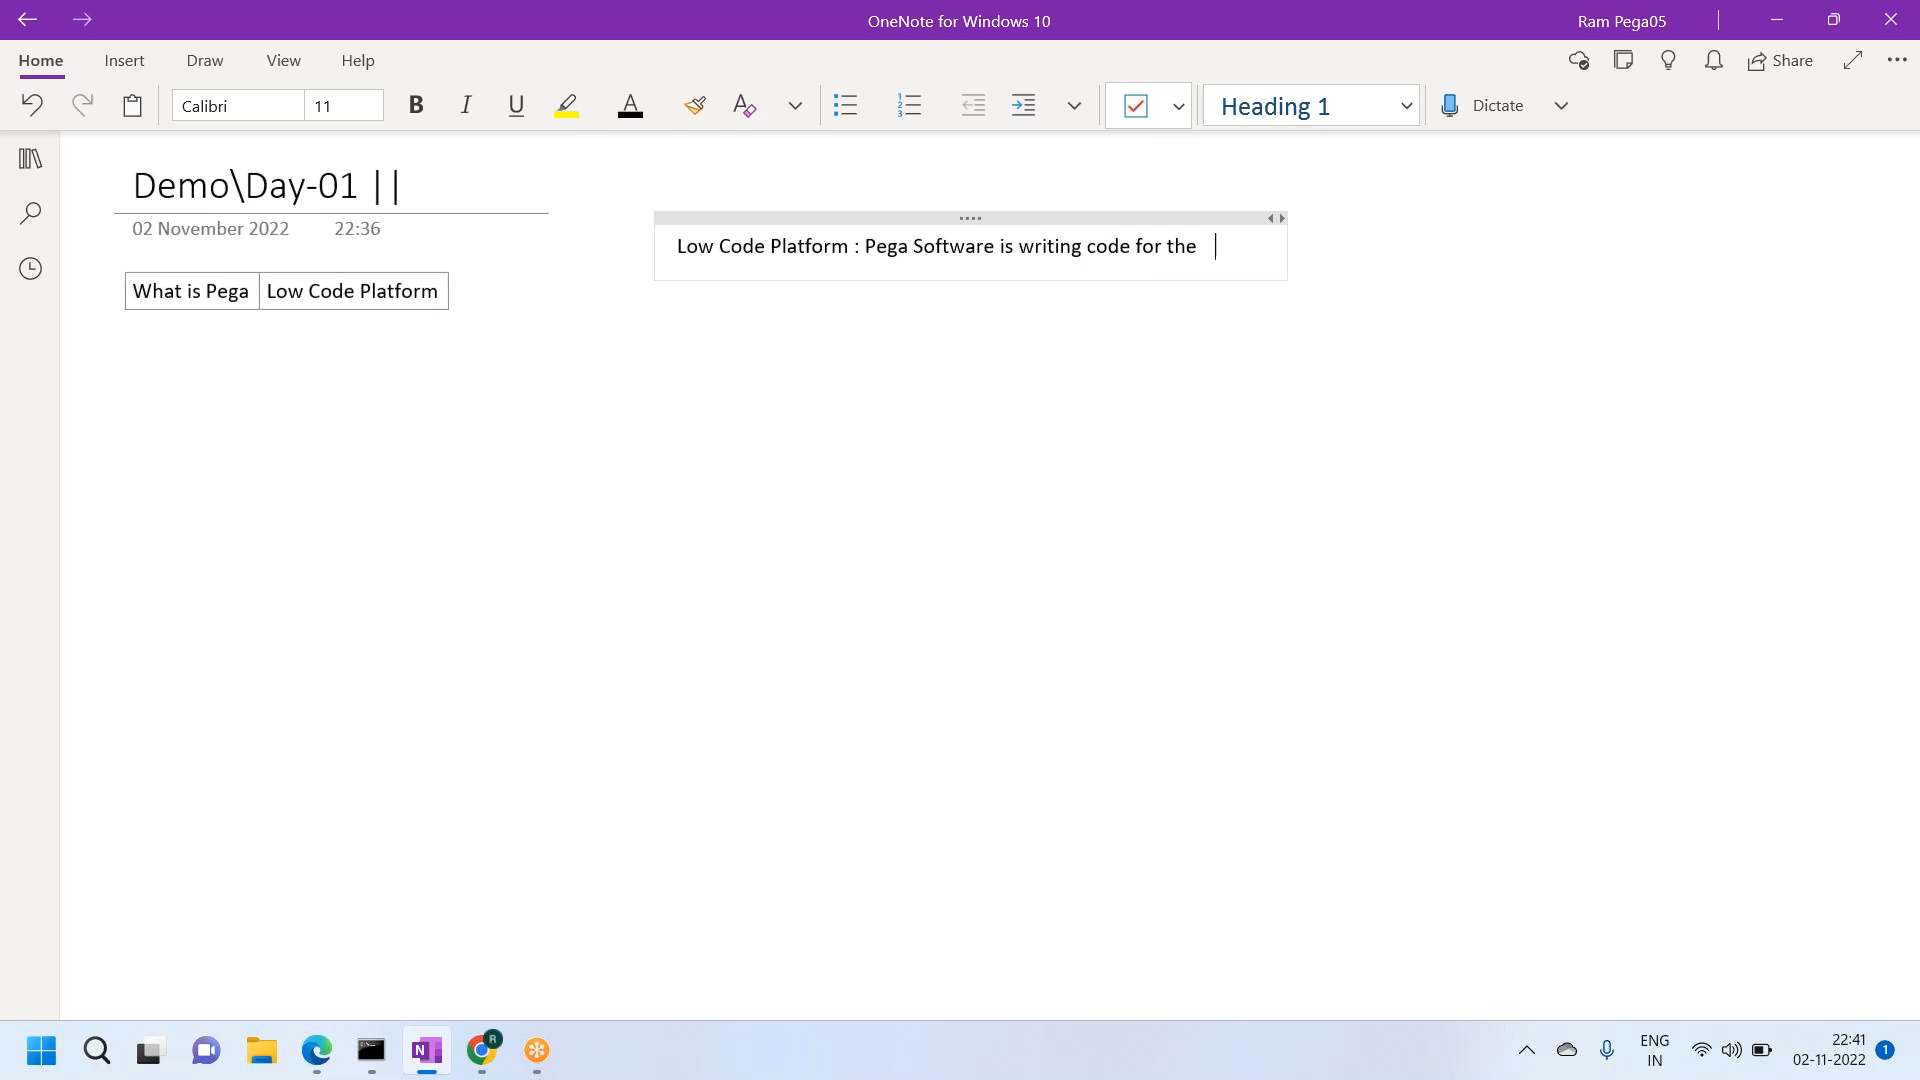 OneNote for Windows 10
Ram Pega05
Home Insert Draw View Help
Share
Calibri 11
B I U A
Heading 1
Dictate
Demo\Day-01 ||
02 November 2022 22:36
What is Pega Low Code Platform
Low Code Platform : Pega Software is writing code for the
ENG
IN
22:41
02-11-2022
1